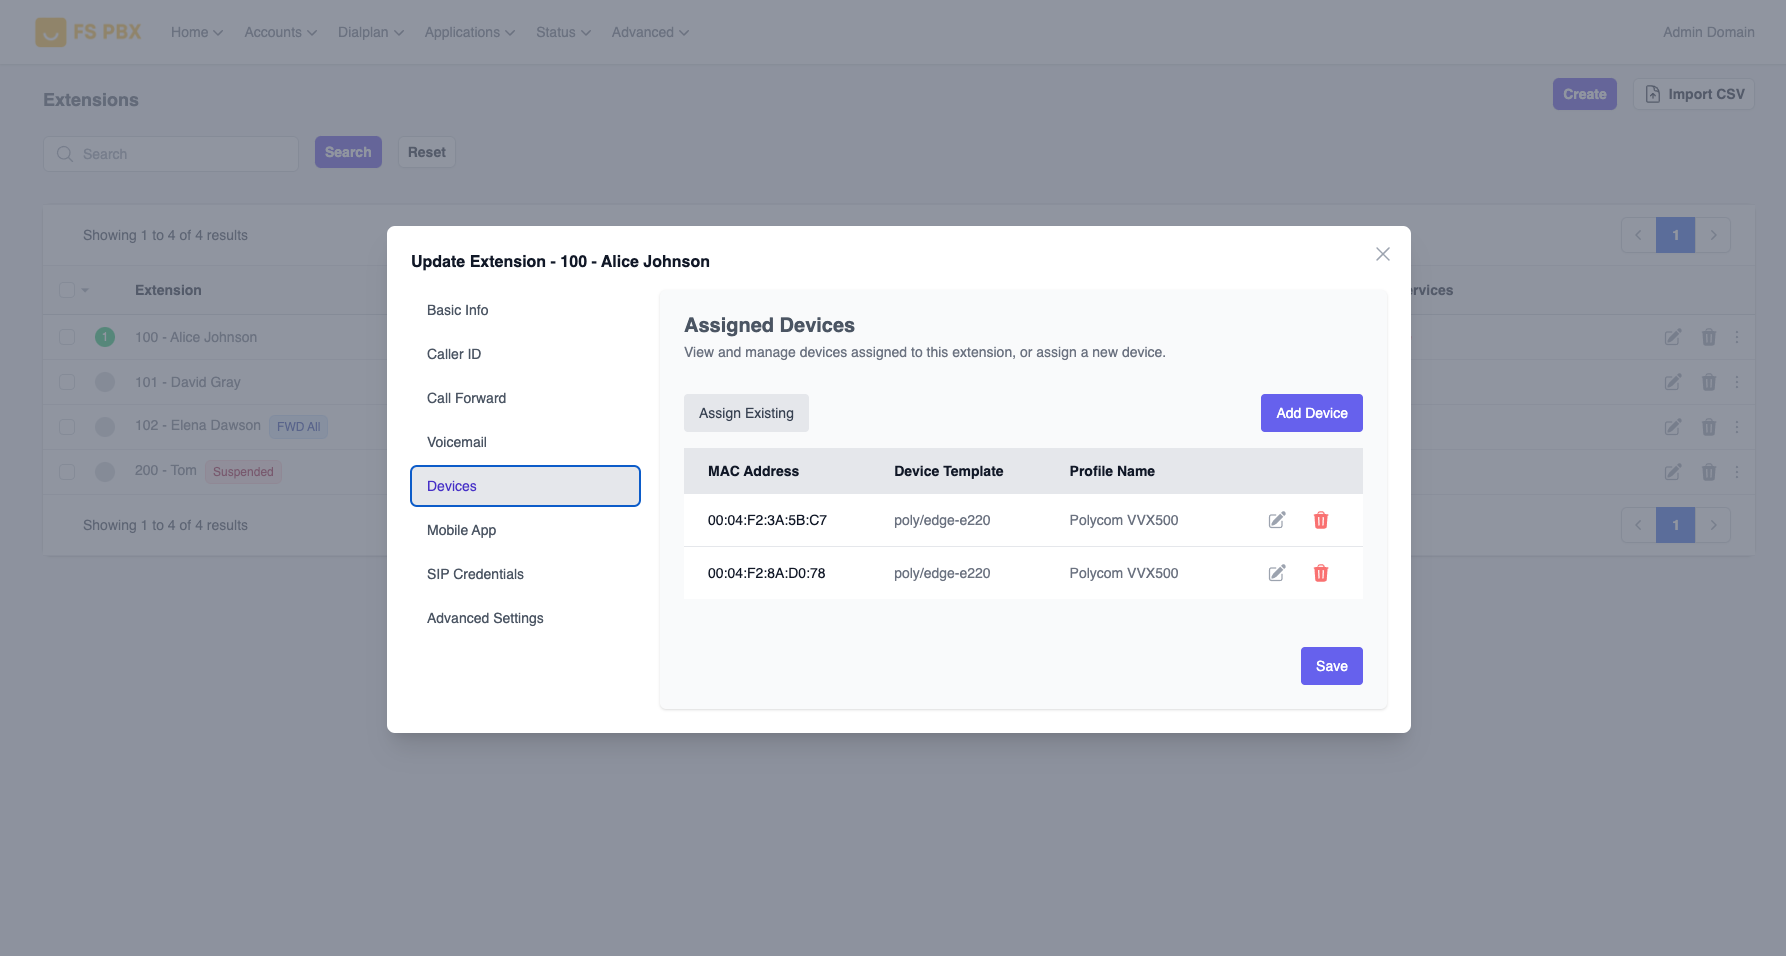 FS PBX
Home
Accounts
Dialplan
Applications
Status
Advanced
Admin Domain
Extensions
Create
Import CSV
Search
Search
Reset
Showing 1 to 4 of 4 results
1
Extension
ervices
1
100 - Alice Johnson
101 - David Gray
102 - Elena Dawson FWD All
200 - Tom Suspended
Showing 1 to 4 of 4 results
1
Update Extension - 100 - Alice Johnson
Basic Info
Caller ID
Call Forward
Voicemail
Devices
Mobile App
SIP Credentials
Advanced Settings
Assigned Devices
View and manage devices assigned to this extension, or assign a new device.
Assign Existing
Add Device
MAC Address Device Template Profile Name
00:04:F2:3A:5B:C7 poly/edge-e220 Polycom VVX500
00:04:F2:8A:D0:78 poly/edge-e220 Polycom VVX500
Save